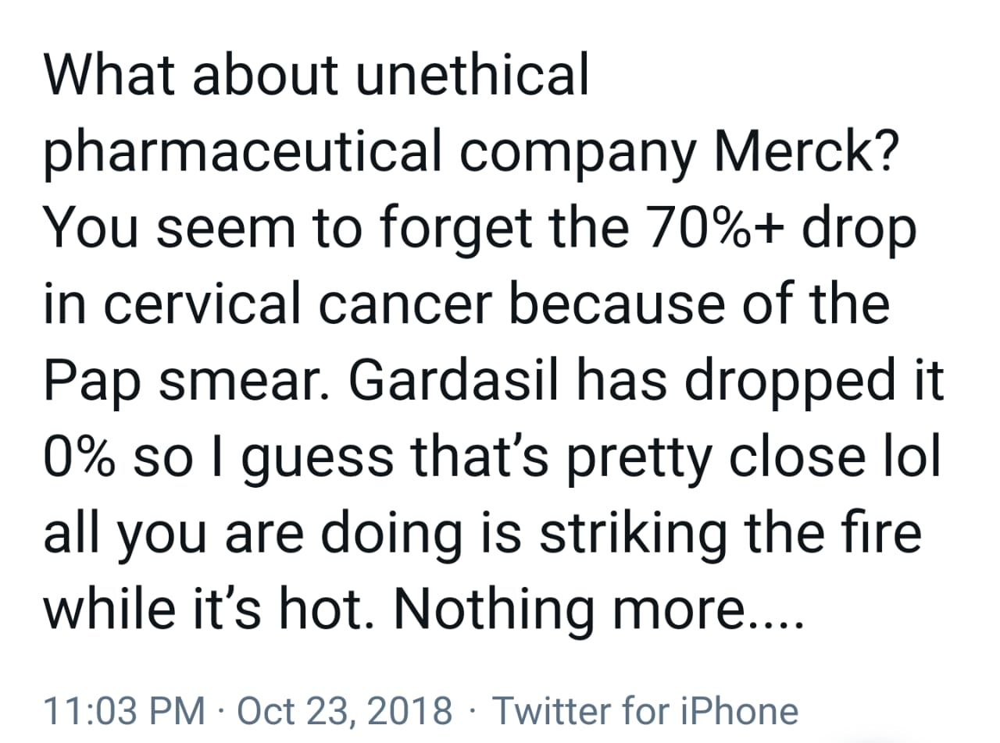 What about unethical
pharmaceutical company Merck?
You seem to forget the 70%+ drop
in cervical cancer because of the
Pap smear. Gardasil has dropped it
0% so I guess that’s pretty close lol
all you are doing is striking the fire
while it’s hot. Nothing more....
11:03 PM · Oct 23, 2018 · Twitter for iPhone